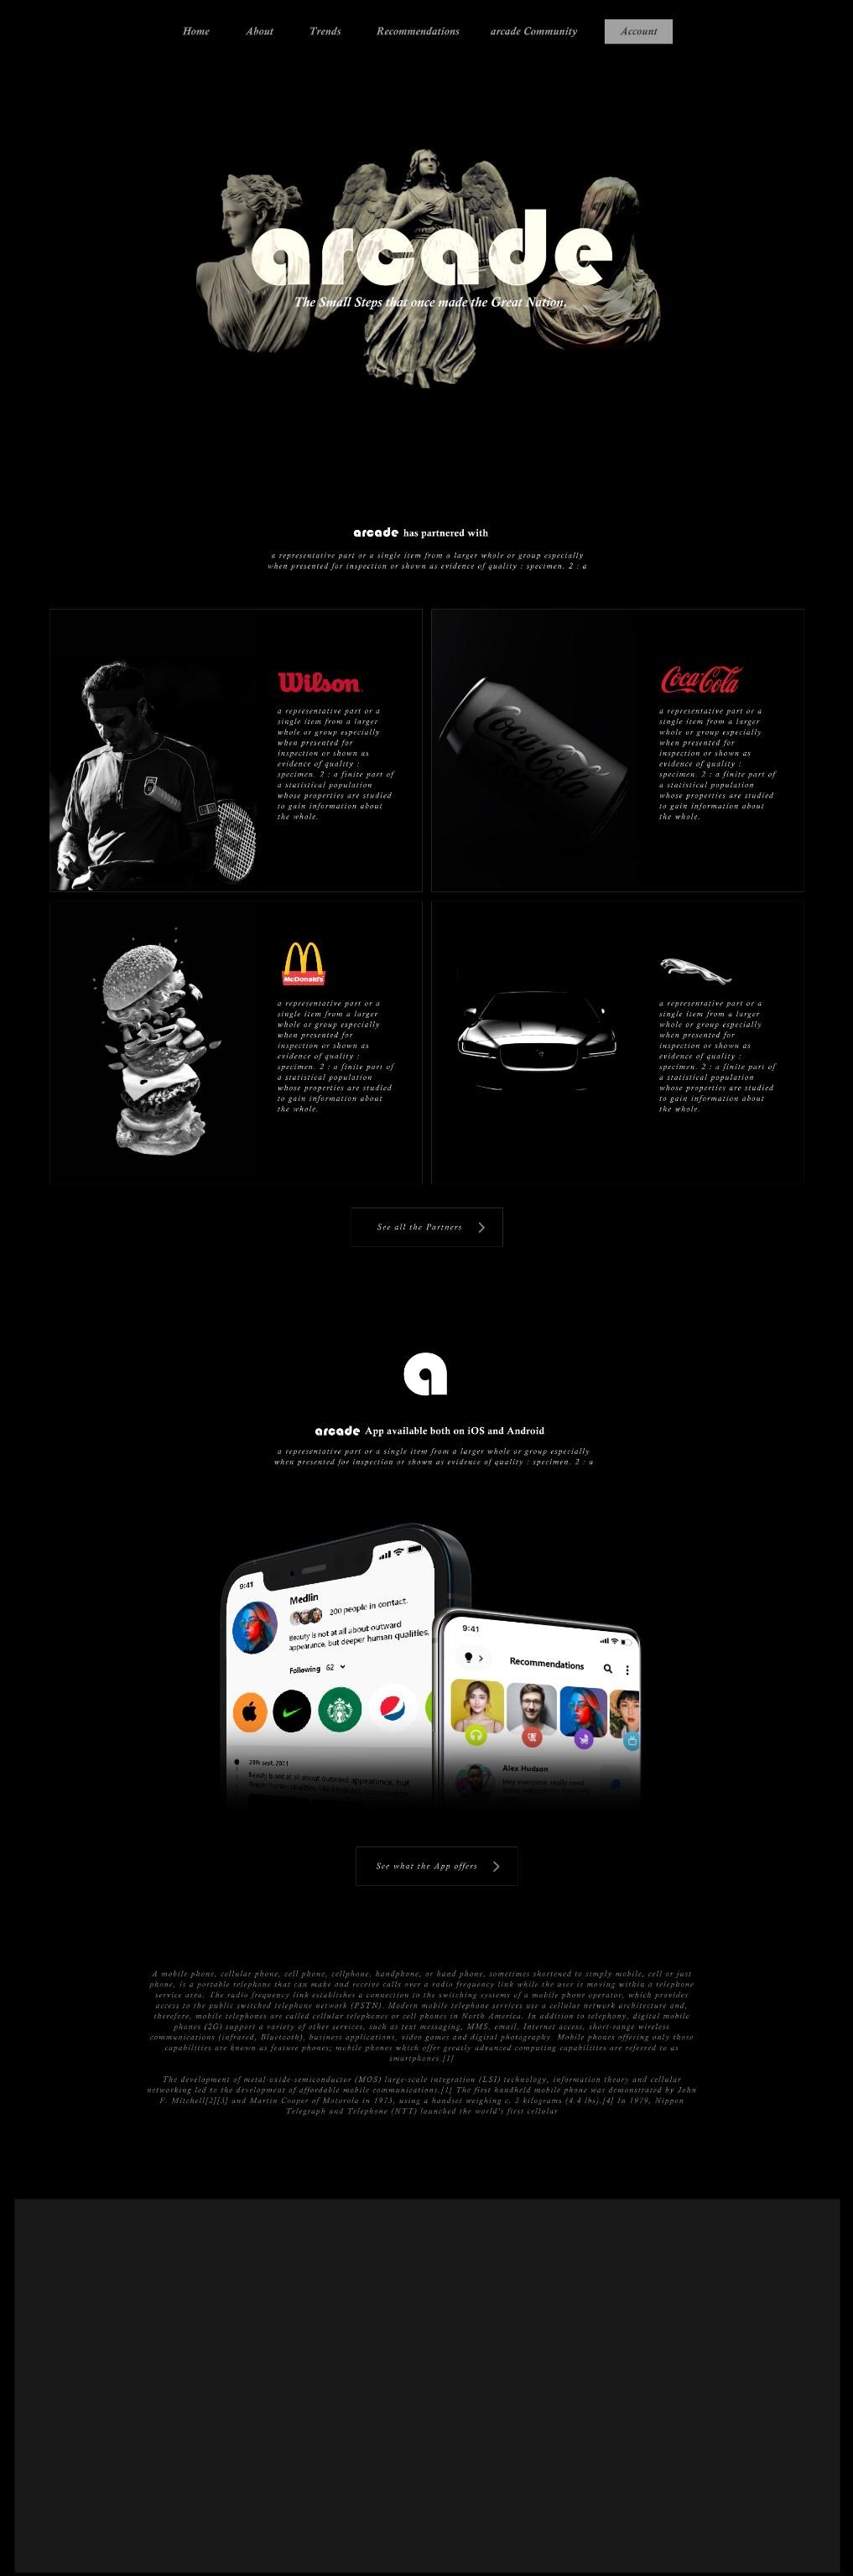 Home About Trends Recommendations arcade Community Account
arcade
The Small Steps that once made the Great Nation.
arcade has partnered with
a representative part or a single item from a larger whole or group especially
when presented for inspection or shown as evidence of quality : specimen. 2 : a
Wilson
a representative part or a
single item from a larger
whole or group especially
when presented for
inspection or shown as
evidence of quality :
specimen. 2 : a finite part of
a statistical population
whose properties are studied
to gain information about
the whole.
Coca-Cola
Coca-Cola
a representative part or a
single item from a larger
whole or group especially
when presented for
inspection or shown as
evidence of quality :
specimen. 2 : a finite part of
a statistical population
whose properties are studied
to gain information about
the whole.
McDonald's
a representative part or a
single item from a larger
whole or group especially
when presented for
inspection or shown as
evidence of quality :
specimen. 2 : a finite part of
a statistical population
whose properties are studied
to gain information about
the whole.
a representative part or a
single item from a larger
whole or group especially
when presented for
inspection or shown as
evidence of quality :
specimen. 2 : a finite part of
a statistical population
whose properties are studied
to gain information about
the whole.
See all the Partners
a
arcade App available both on iOS and Android
a representative part or a single item from a larger whole or group especially
when presented for inspection or shown as evidence of quality : specimen. 2 : a
9:41
Medlin
200 people in contact.
Beauty is not at all about outward
appearance, but deeper human qualities.
Following 62
20th sept. 2021
Beauty is not at all about outward appearance, but
9:41
Recommendations
Alex Hudson
Hey everyone, really need
See what the App offers
A mobile phone, cellular phone, cell phone, cellphone, handphone, or hand phone, sometimes shortened to simply mobile, cell or just
phone, is a portable telephone that can make and receive calls over a radio frequency link while the user is moving within a telephone
service area. The radio frequency link establishes a connection to the switching systems of a mobile phone operator, which provides
access to the public switched telephone network (PSTN). Modern mobile telephone services use a cellular network architecture and,
therefore, mobile telephones are called cellular telephones or cell phones in North America. In addition to telephony, digital mobile
phones (2G) support a variety of other services, such as text messaging, MMS, email, Internet access, short-range wireless
communications (infrared, Bluetooth), business applications, video games and digital photography. Mobile phones offering only those
capabilities are known as feature phones; mobile phones which offer greatly advanced computing capabilities are referred to as
smartphones.[1]
The development of metal-oxide-semiconductor (MOS) large-scale integration (LSI) technology, information theory and cellular
networking led to the development of affordable mobile communications.[1] The first handheld mobile phone was demonstrated by John
F. Mitchell[2][3] and Martin Cooper of Motorola in 1973, using a handset weighing c. 2 kilograms (4.4 lbs).[4] In 1979, Nippon
Telegraph and Telephone (NTT) launched the world's first cellular